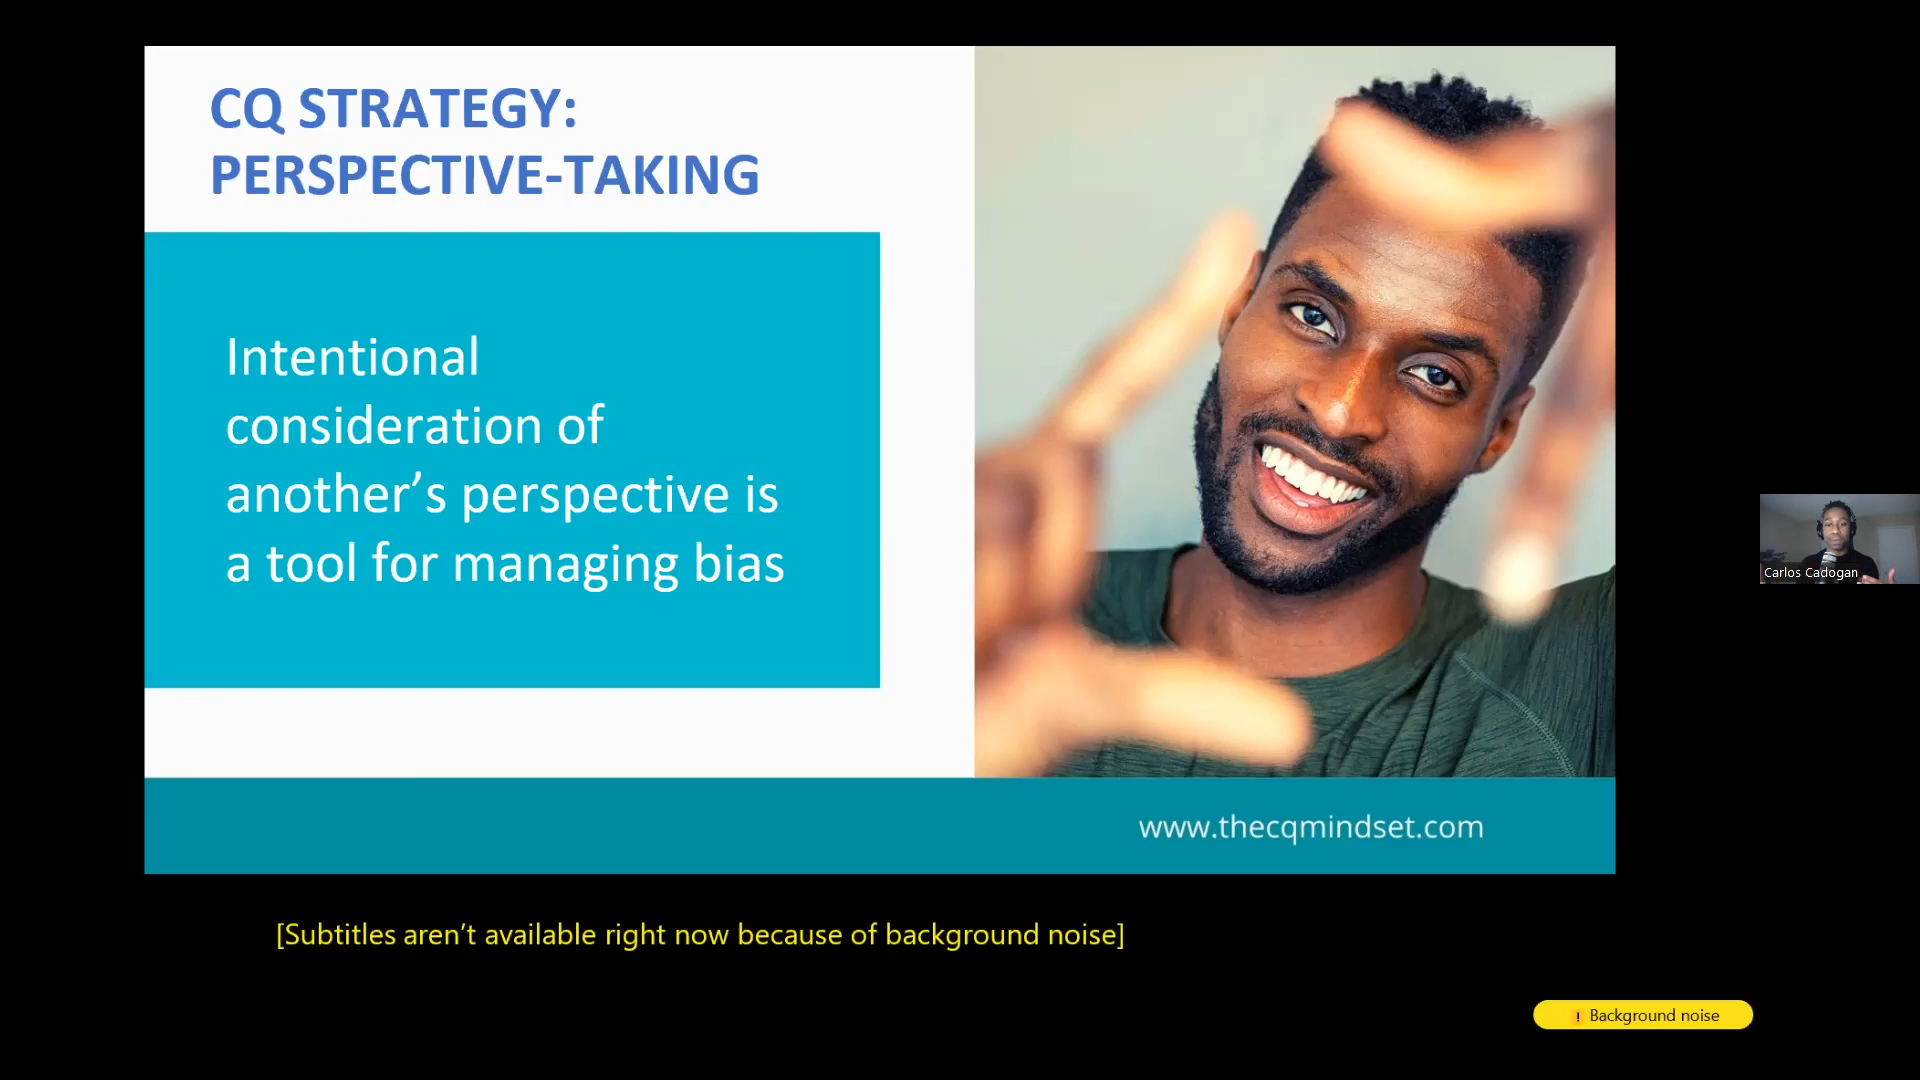 CQ STRATEGY:
PERSPECTIVE-TAKING
Intentional
consideration of
another’s perspective is
a tool for managing bias
www.thecqmindset.com
Carlos Cadogan
[Subtitles aren’t available right now because of background noise]
! Background noise